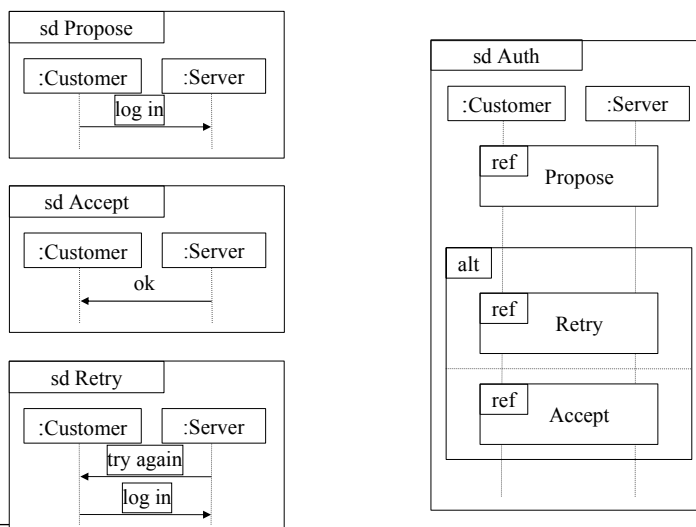 sd Propose
:Customer :Server
log in
sd Accept
:Customer :Server
ok
sd Retry
:Customer :Server
try again
log in
sd Auth
:Customer :Server
ref
Propose
alt
ref
Retry
ref
Accept